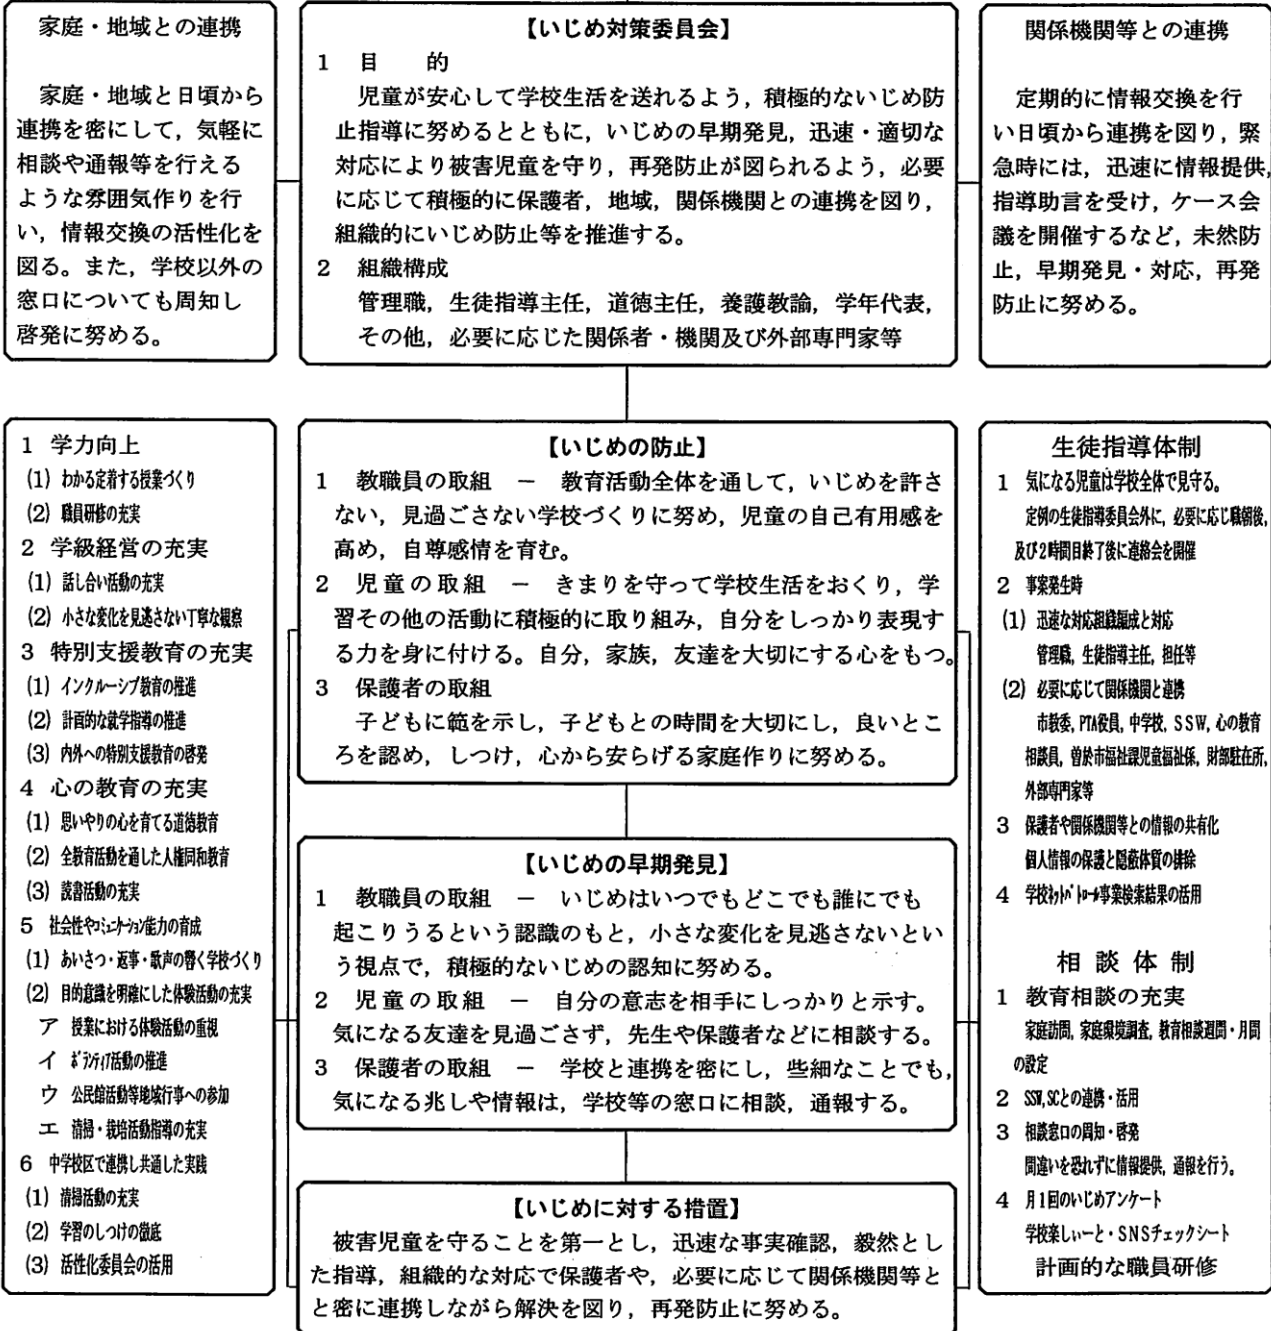 家庭・地域との連携
家庭・地域と日頃から
連携を密にして，気軽に
相談や通報等を行える
ような雰囲気作りを行
い，情報交換の活性化を
図る。また，学校以外の
窓口についても周知し
啓発に努める。
【いじめ対策委員会】
1 目 的
児童が安心して学校生活を送れるよう，積極的ないじめ防
止指導に努めるとともに，いじめの早期発見，迅速・適切な
対応により被害児童を守り，再発防止が図られるよう，必要
に応じて積極的に保護者，地域，関係機関との連携を図り，
組織的にいじめ防止等を推進する。
2 組織構成
管理職，生徒指導主任，道徳主任，養護教諭，学年代表，
その他，必要に応じた関係者・機関及び外部専門家等
関係機関等との連携
定期的に情報交換を行
い日頃から連携を図り，緊
急時には，迅速に情報提供，
指導助言を受け，ケース会
議を開催するなど，未然防
止，早期発見・対応，再発
防止に努める。
1 学力向上
(1) わかる定着する授業づくり
(2) 職員研修の充実
2 学級経営の充実
(1) 話し合い活動の充実
(2) 小さな変化を見逃さない丁寧な観察
3 特別支援教育の充実
(1) インクルーシブ教育の推進
(2) 計画的な就学指導の推進
(3) 内外への特別支援教育の啓発
4 心の教育の充実
(1) 思いやりの心を育てる道徳教育
(2) 全教育活動を通した人権同和教育
(3) 読書活動の充実
5 社会性やコミュニケーション能力の育成
(1) あいさつ・返事・歌声の響く学校づくり
(2) 目的意識を明確にした体験活動の充実
ア 授業における体験活動の重視
イ ボランティア活動の推進
ウ 公民館活動等地域行事への参加
エ 清掃・栽培活動指導の充実
6 中学校区で連携し共通した実践
(1) 清掃活動の充実
(2) 学習のしつけの徹底
(3) 活性化委員会の活用
【いじめの防止】
1 教職員の取組 － 教育活動全体を通して，いじめを許さ
ない，見過ごさない学校づくりに努め，児童の自己有用感を
高め，自尊感情を育む。
2 児童の取組 － きまりを守って学校生活をおくり，学
習その他の活動に積極的に取り組み，自分をしっかり表現す
る力を身に付ける。自分，家族，友達を大切にする心をもつ。
3 保護者の取組
子どもに範を示し，子どもとの時間を大切にし，良いとこ
ろを認め，しつけ，心から安らげる家庭作りに努める。
【いじめの早期発見】
1 教職員の取組 － いじめはいつでもどこでも誰にでも
起こりうるという認識のもと，小さな変化を見逃さないとい
う視点で，積極的ないじめの認知に努める。
2 児童の取組 － 自分の意志を相手にしっかりと示す。
気になる友達を見過ごさず，先生や保護者などに相談する。
3 保護者の取組 － 学校と連携を密にし，些細なことでも，
気になる兆しや情報は，学校等の窓口に相談，通報する。
【いじめに対する措置】
被害児童を守ることを第一とし，迅速な事実確認，毅然とし
た指導，組織的な対応で保護者や，必要に応じて関係機関等と
と密に連携しながら解決を図り，再発防止に努める。
生徒指導体制
1 気になる児童は学校全体で見守る。
定例の生徒指導委員会外に，必要に応じ職朝後，
及び2時間目終了後に連絡会を開催
2 事案発生時
(1) 迅速な対応組織編成と対応
管理職，生徒指導主任，担任等
(2) 必要に応じて関係機関と連携
市教委，PTA役員，中学校，ＳＳＷ，心の教育
相談員，曽於市福祉課児童福祉係，財部駐在所，
外部専門家等
3 保護者や関係機関等との情報の共有化
個人情報の保護と隠蔽体質の排除
4 学校ネットパトロール事業検索結果の活用
相 談 体 制
1 教育相談の充実
家庭訪問，家庭環境調査，教育相談週間・月間
の設定
2 SSW,SCとの連携・活用
3 相談窓口の周知・啓発
間違いを恐れずに情報提供，通報を行う。
4 月１回のいじめアンケート
学校楽しぃーと・ＳＮＳチェックシート
計画的な職員研修